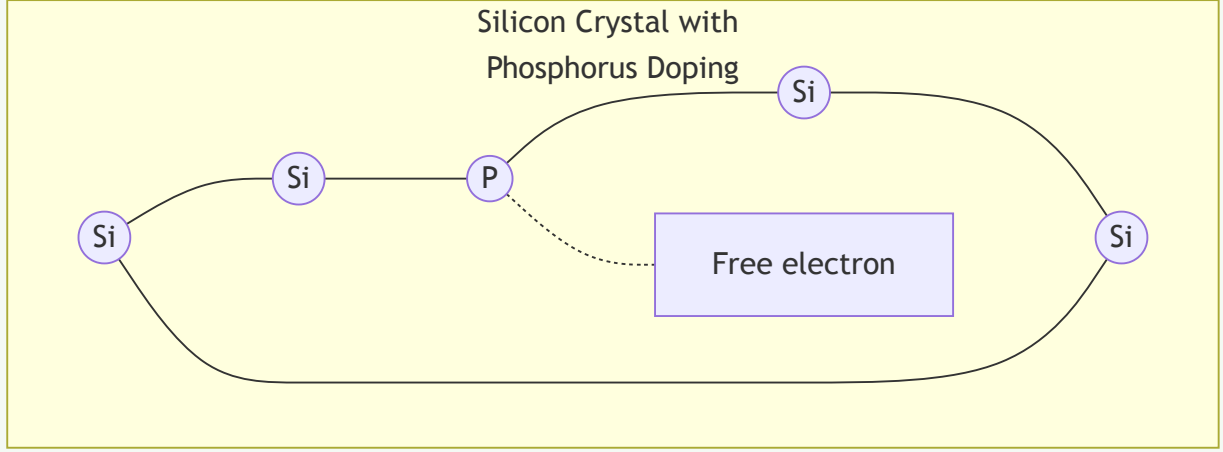 Silicon Crystal with
Phosphorus Doping
Si
Si
P
Si
Free electron
Si